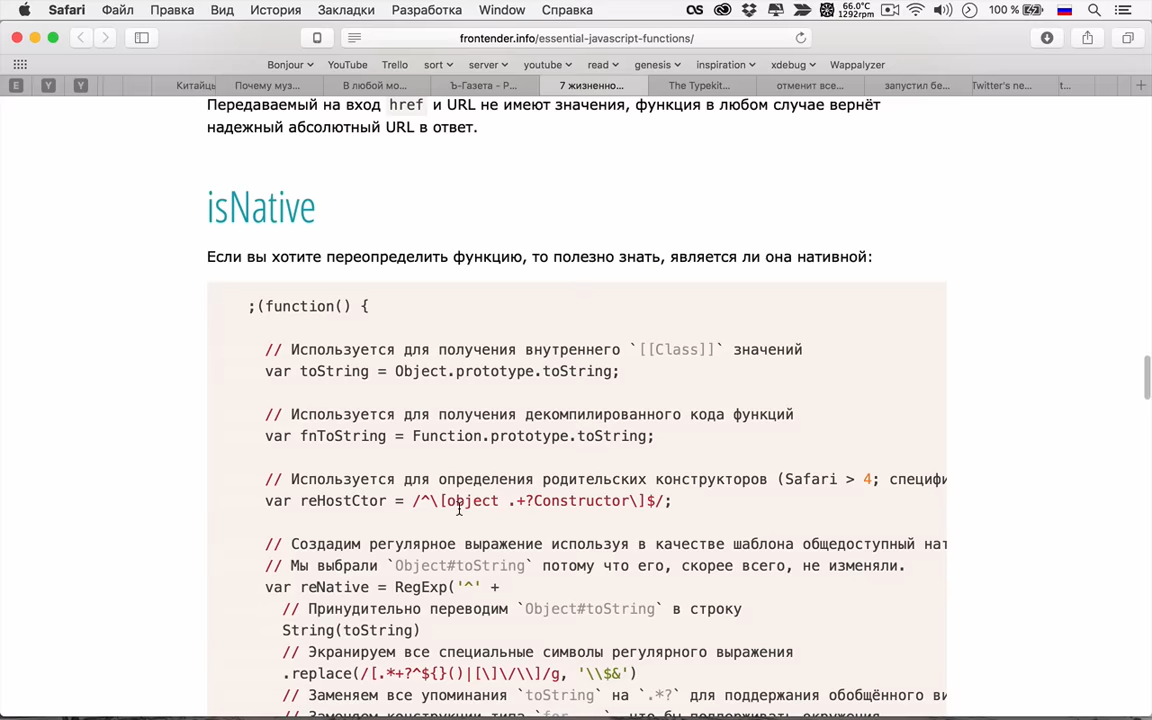 Safari Файл Правка Вид История Закладки Разработка Window Справка 66.0°C 1292rpm 100 %
frontender.info/essential-javascript-functions/
Bonjour YouTube Trello sort server youtube read genesis inspiration xdebug Wappalyzer
E Y Y Китайць Почему муз... В любой мо... Ъ-Газета - Р... 7 жизненно... The Typekit... отменит все... запустил бе... Twitter's ne... t...
Передаваемый на вход href и URL не имеют значения, функция в любом случае вернёт
надежный абсолютный URL в ответ.
isNative
Если вы хотите переопределить функцию, то полезно знать, является ли она нативной:
;(function() {
// Используется для получения внутреннего `[[Class]]` значений
var toString = Object.prototype.toString;
// Используется для получения декомпилированного кода функций
var fnToString = Function.prototype.toString;
// Используется для определения родительских конструкторов (Safari > 4; специфи
var reHostCtor = /^\[object .+?Constructor\]$/;
// Создадим регулярное выражение используя в качестве шаблона общедоступный нат
// Мы выбрали `Object#toString` потому что его, скорее всего, не изменяли.
var reNative = RegExp('^' +
// Принудительно переводим `Object#toString` в строку
String(toString)
// Экранируем все специальные символы регулярного выражения
.replace(/[.*+?^${}()|[\]\/\\]/g, '\\$&')
// Заменяем все упоминания `toString` на `.*?` для поддержания обобщённого ви